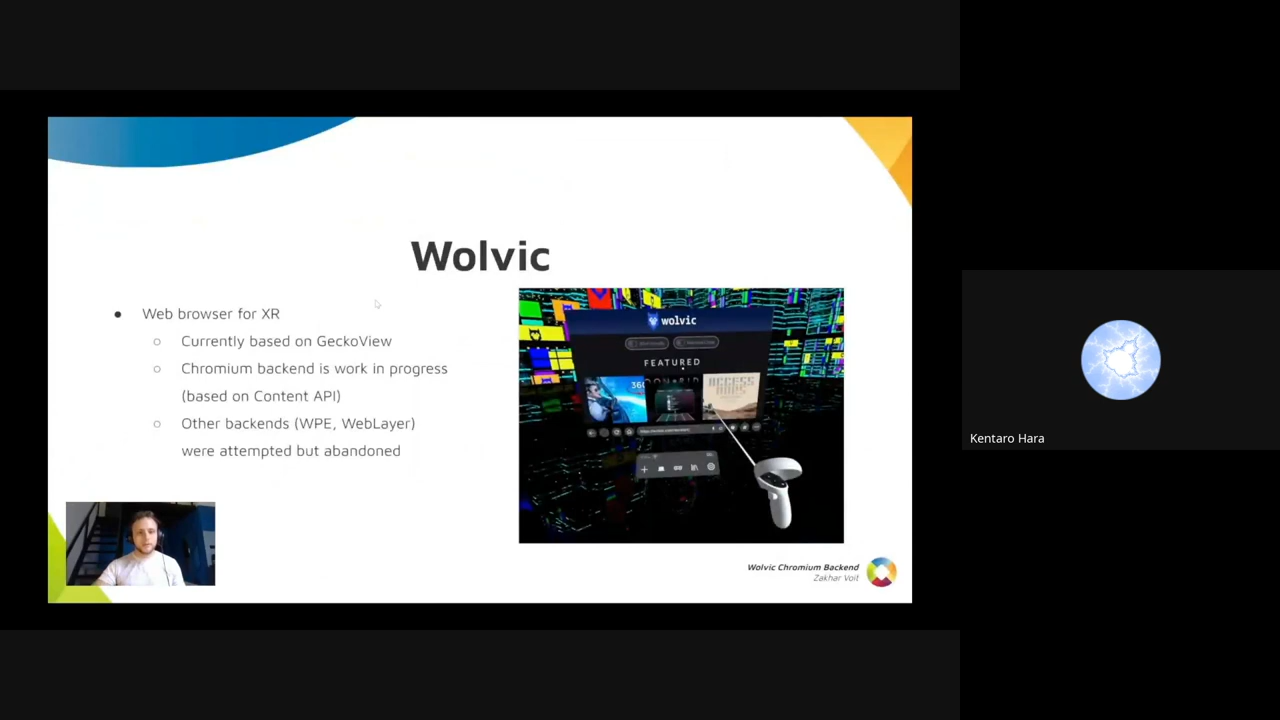 Wolvic
Web browser for XR
Currently based on GeckoView
Chromium backend is work in progress
(based on Content API)
Other backends (WPE, WebLayer)
were attempted but abandoned
wolvic
FEATURED
360
Wolvic Chromium Backend
Zakhar Voit
Kentaro Hara